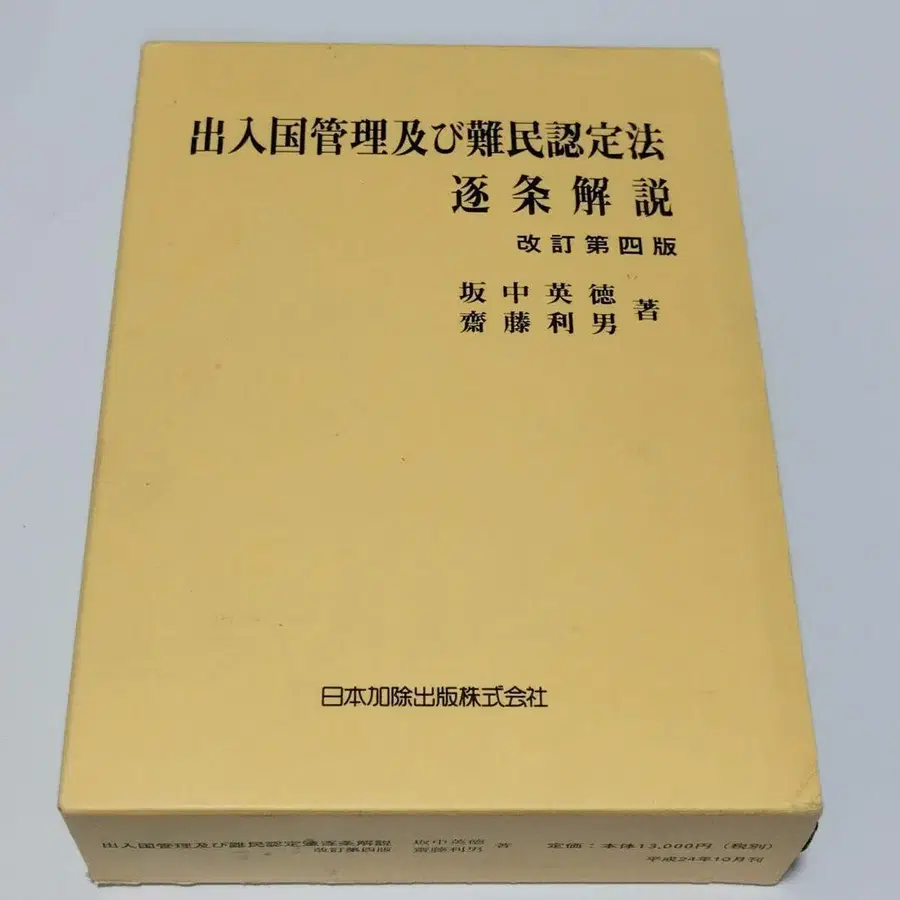 出入国管理及び難民認定法
逐条解説
改訂第四版
坂中英徳
齋藤利男 著
日本加除出版株式会社
出入国管理及び難民認定法逐条解説 坂中英徳 著 定価：本体13,000円（税別）
改訂第四版 齋藤利男 平成24年10月刊